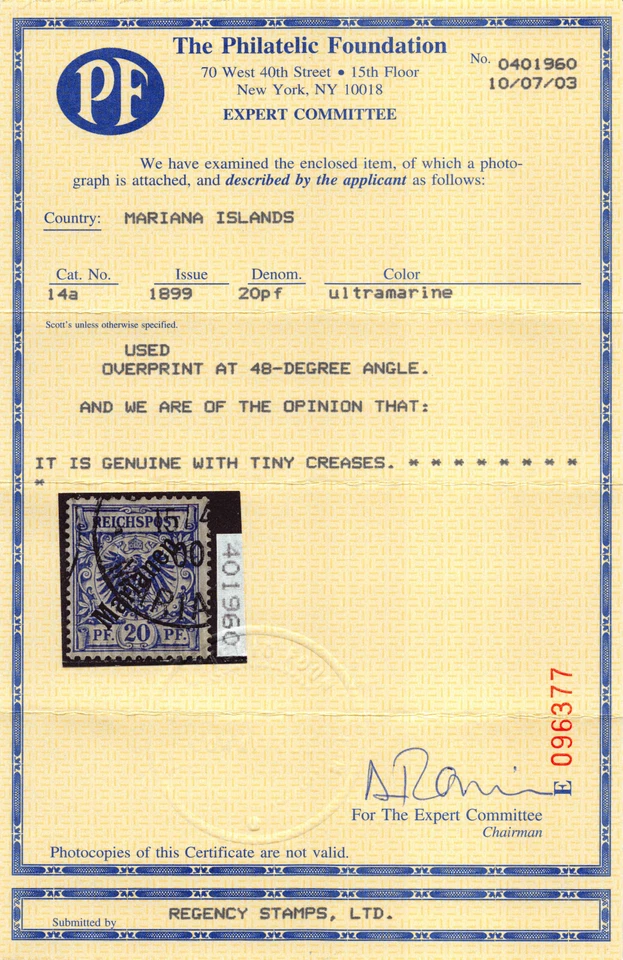 PF
The Philatelic Foundation
70 West 40th Street • 15th Floor
New York, NY 10018
EXPERT COMMITTEE
No. 0401960
10/07/03
We have examined the enclosed item, of which a photo-
graph is attached, and described by the applicant as follows:
Country: MARIANA ISLANDS
Cat. No. Issue Denom. Color
14a 1899 20pf ultramarine
Scott's unless otherwise specified.
USED
OVERPRINT AT 48-DEGREE ANGLE.
AND WE ARE OF THE OPINION THAT:
IT IS GENUINE WITH TINY CREASES. * * * * * * * *
*
REICHSPOST
Marianen
PF. 20 PF.
401960
E 096377
For The Expert Committee
Chairman
Photocopies of this Certificate are not valid.
Submitted by REGENCY STAMPS, LTD.